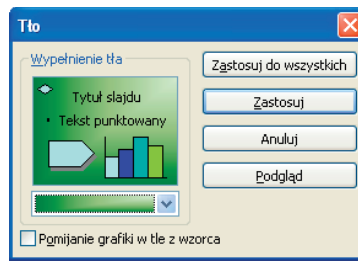 Tło
Wypełnienie tła
Tytuł slajdu
• Tekst punktowany
Zastosuj do wszystkich
Zastosuj
Anuluj
Podgląd
Pomijanie grafiki w tle z wzorca